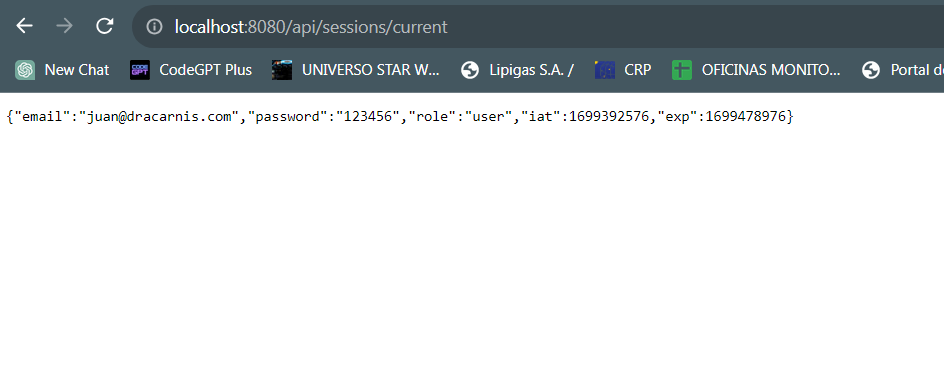 localhost:8080/api/sessions/current
New Chat CodeGPT Plus UNIVERSO STAR W... Lipigas S.A. / CRP OFICINAS MONITO... Portal de
{"email":"juan@dracarnis.com","password":"123456","role":"user","iat":1699392576,"exp":1699478976}